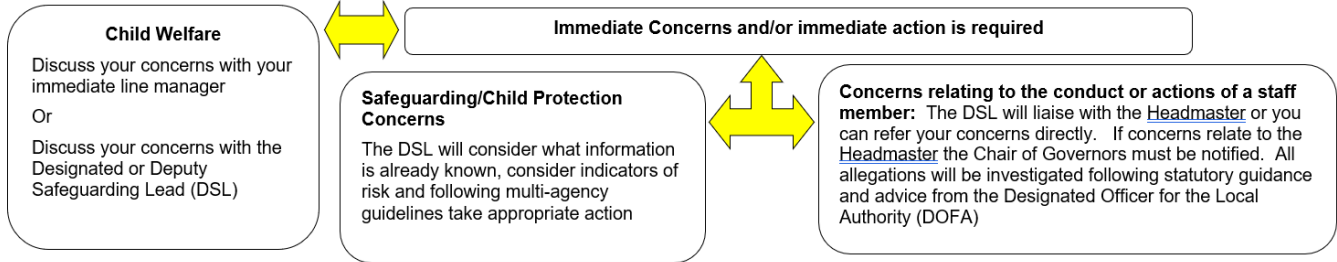 Child Welfare
Discuss your concerns with your
immediate line manager
Or
Discuss your concerns with the
Designated or Deputy
Safeguarding Lead (DSL)
Immediate Concerns and/or immediate action is required
Safeguarding/Child Protection
Concerns
The DSL will consider what information
is already known, consider indicators of
risk and following multi-agency
guidelines take appropriate action
Concerns relating to the conduct or actions of a staff
member: The DSL will liaise with the Headmaster or you
can refer your concerns directly. If concerns relate to the
Headmaster the Chair of Governors must be notified. All
allegations will be investigated following statutory guidance
and advice from the Designated Officer for the Local
Authority (DOFA)